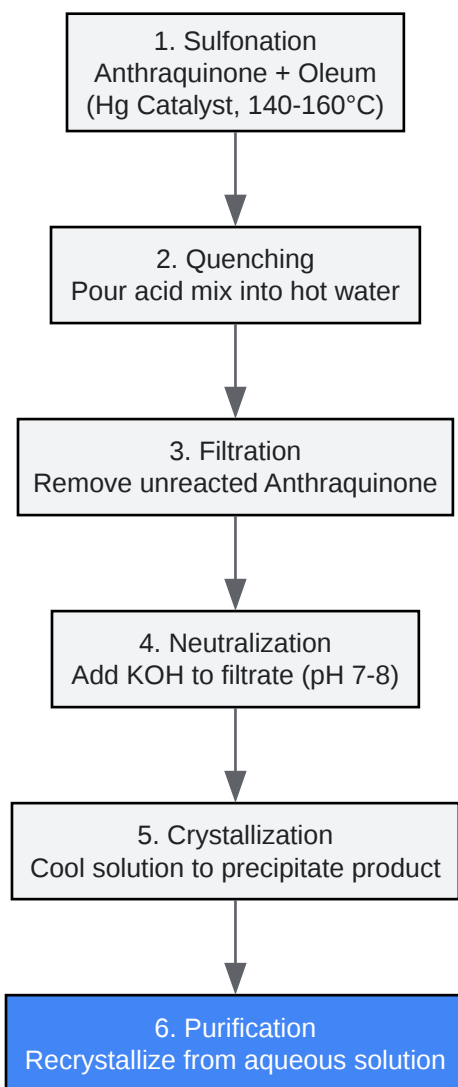 1. Sulfonation
Anthraquinone + Oleum
(Hg Catalyst, 140-160°C)
2. Quenching
Pour acid mix into hot water
3. Filtration
Remove unreacted Anthraquinone
4. Neutralization
Add KOH to filtrate (pH 7-8)
5. Crystallization
Cool solution to precipitate product
6. Purification
Recrystallize from aqueous solution